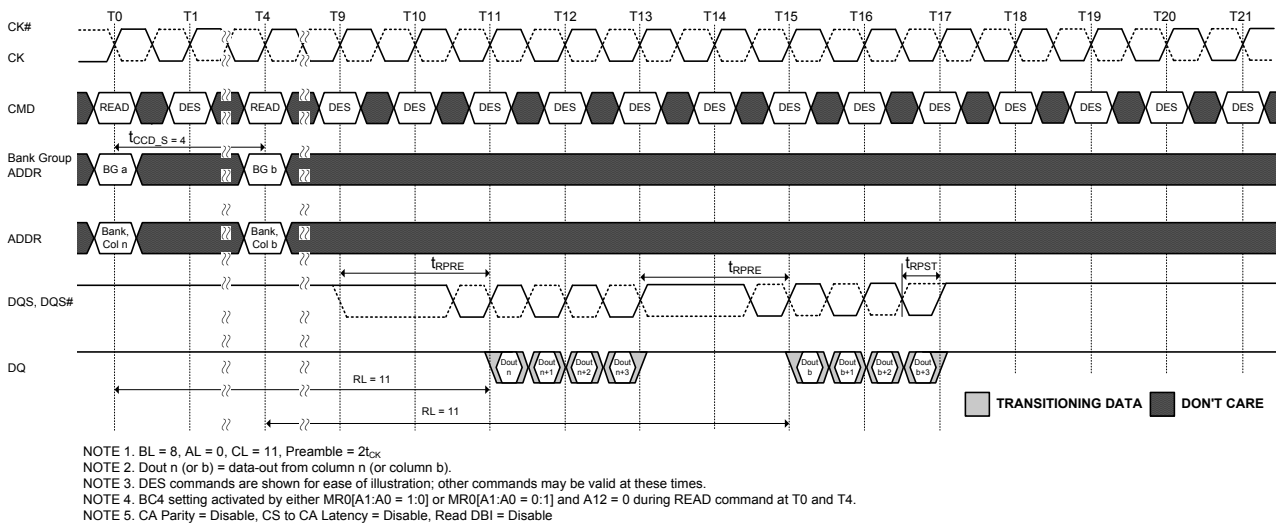 T0 T1 T4 T9 T10 T11 T12 T13 T14 T15 T16 T17 T18 T19 T20 T21
CK#
CK
CMD
READ DES READ DES DES DES DES DES DES DES DES DES DES DES DES DES
tCCD_S = 4
Bank Group
ADDR
BG a BG b
ADDR
Bank,
Col n
Bank,
Col b
tRPRE tRPRE tRPST
DQS, DQS#
DQ
Dout
n
Dout
n+1
Dout
n+2
Dout
n+3
Dout
b
Dout
b+1
Dout
b+2
Dout
b+3
RL = 11
RL = 11
TRANSITIONING DATA DON'T CARE
NOTE 1. BL = 8, AL = 0, CL = 11, Preamble = 2tCK
NOTE 2. Dout n (or b) = data-out from column n (or column b).
NOTE 3. DES commands are shown for ease of illustration; other commands may be valid at these times.
NOTE 4. BC4 setting activated by either MR0[A1:A0 = 1:0] or MR0[A1:A0 = 0:1] and A12 = 0 during READ command at T0 and T4.
NOTE 5. CA Parity = Disable, CS to CA Latency = Disable, Read DBI = Disable